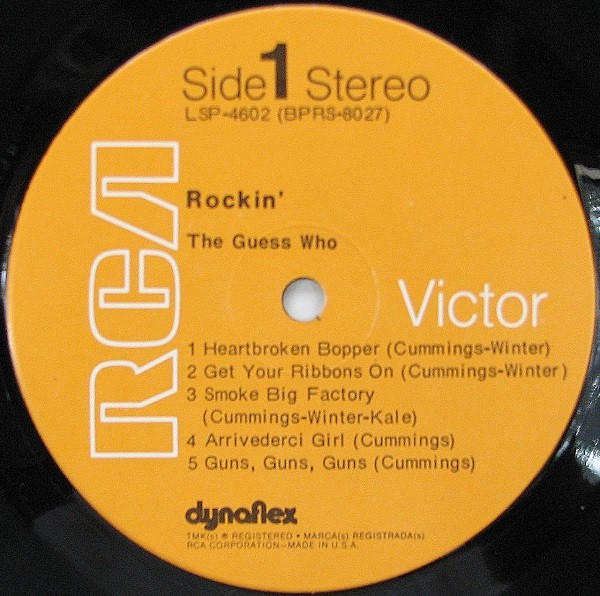 Side 1 Stereo
LSP-4602 (BPRS-8027)
RCA
Rockin'
The Guess Who
Victor
1 Heartbroken Bopper (Cummings-Winter)
2 Get Your Ribbons On (Cummings-Winter)
3 Smoke Big Factory
(Cummings-Winter-Kale)
4 Arrivederci Girl (Cummings)
5 Guns, Guns, Guns (Cummings)
dynaflex
TMK(s) ® REGISTERED • MARCA(s) REGISTRADA(s)
RCA CORPORATION—MADE IN U.S.A.